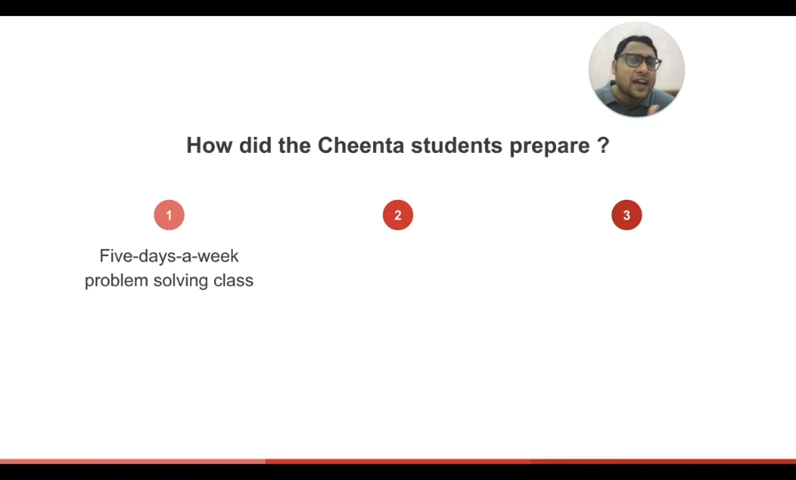 How did the Cheenta students prepare ?
1
2
3
Five-days-a-week
problem solving class